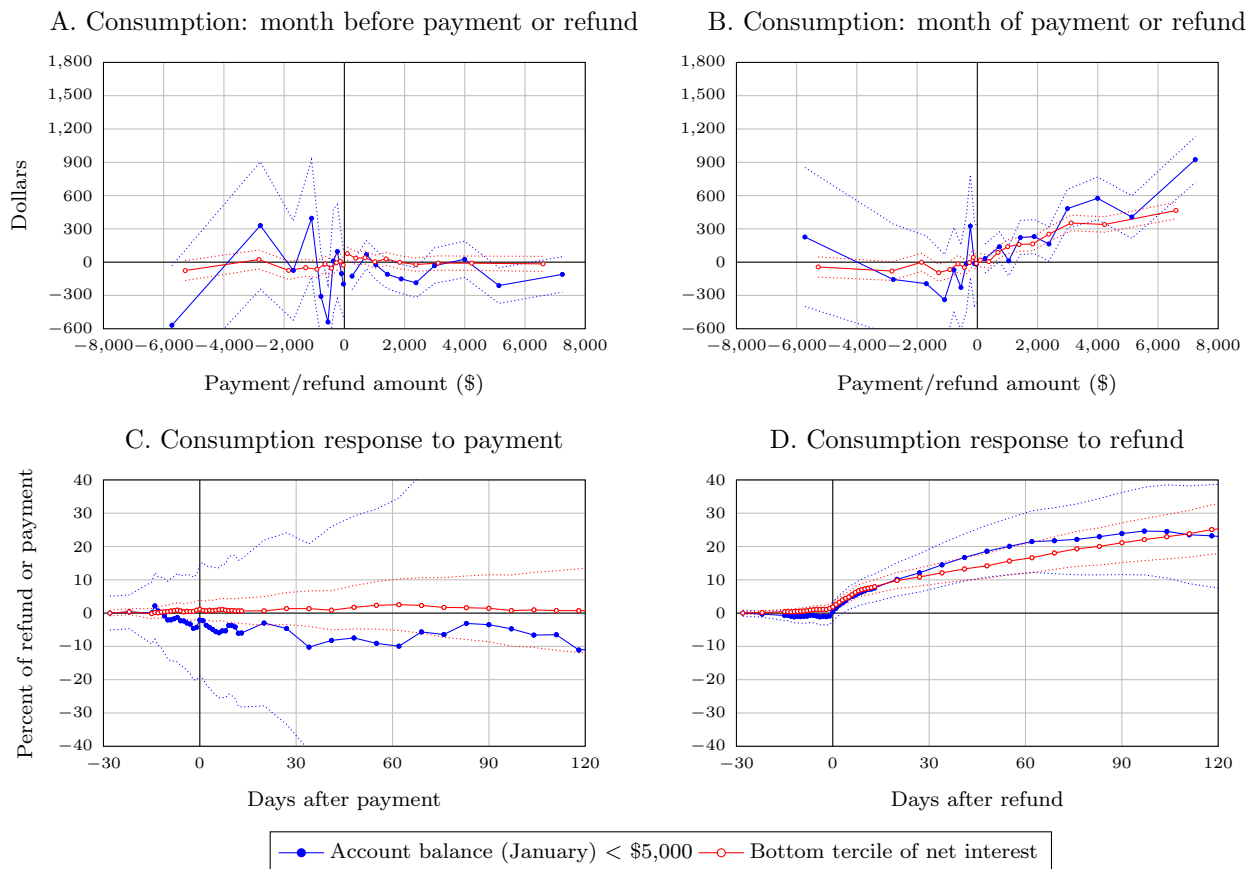 A. Consumption: month before payment or refund
1,800
1,500
1,200
900
600
300
0
−300
−600
−8,000 −6,000 −4,000 −2,000 0 2,000 4,000 6,000 8,000
Dollars
Payment/refund amount ($)
B. Consumption: month of payment or refund
1,800
1,500
1,200
900
600
300
0
−300
−600
−8,000 −6,000 −4,000 −2,000 0 2,000 4,000 6,000 8,000
Payment/refund amount ($)
C. Consumption response to payment
40
30
20
10
0
−10
−20
−30
−40
−30 0 30 60 90 120
Percent of refund or payment
Days after payment
D. Consumption response to refund
40
30
20
10
0
−10
−20
−30
−40
−30 0 30 60 90 120
Days after refund
Account balance (January) < $5,000 Bottom tercile of net interest